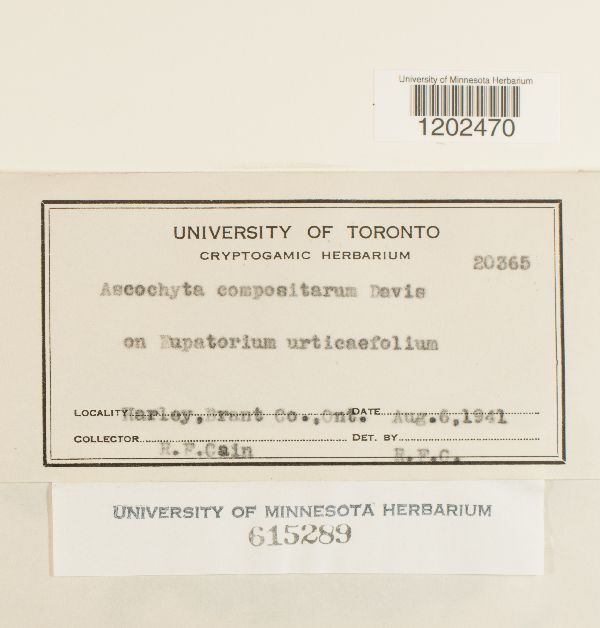 University of Minnesota Herbarium
1202470
UNIVERSITY OF TORONTO
CRYPTOGAMIC HERBARIUM
20365
Ascochyta compositarum Davis
on Eupatorium urticaefolium
LOCALITY Harley, Brant Co., Ont. DATE Aug. 6, 1941
COLLECTOR R.F.Cain DET. BY R.F.C.
UNIVERSITY OF MINNESOTA HERBARIUM
615289